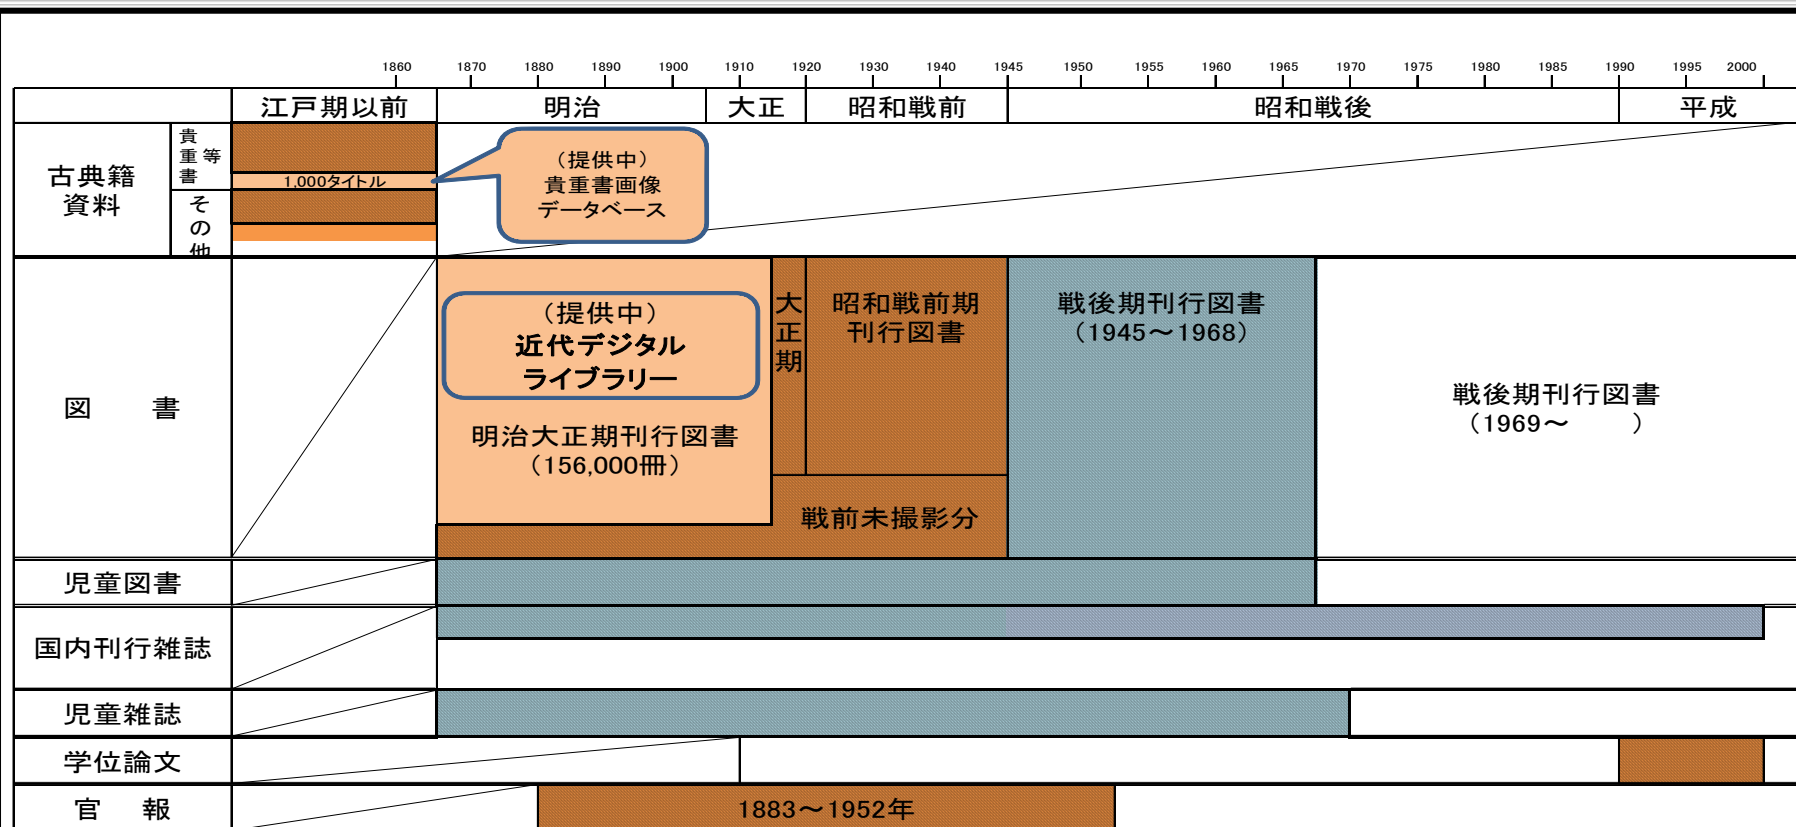 1860 1870 1880 1890 1900 1910 1920 1930 1940 1945 1950 1955 1960 1965 1970 1975 1980 1985 1990 1995 2000
江戸期以前 明治 大正 昭和戦前 昭和戦後 平成
古典籍
資料
貴重書等
1,000タイトル
その他
（提供中）
貴重書画像
データベース
図 書
（提供中）
近代デジタル
ライブラリー
明治大正期刊行図書
（156,000冊）
大正期
昭和戦前期
刊行図書
戦前未撮影分
戦後期刊行図書
（1945～1968）
戦後期刊行図書
（1969～ ）
児童図書
国内刊行雑誌
児童雑誌
学位論文
官 報
1883～1952年